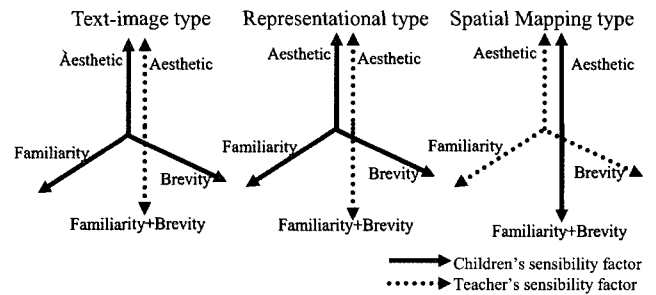 Text-image type
Representational type
Spatial Mapping type
Àesthetic
Aesthetic
Aesthetic
Aesthetic
Aesthetic
Aesthetic
Familiarity
Brevity
Familiarity
Brevity
Familiarity
Brevity
Familiarity+Brevity
Familiarity+Brevity
Familiarity+Brevity
Children's sensibility factor
Teacher's sensibility factor